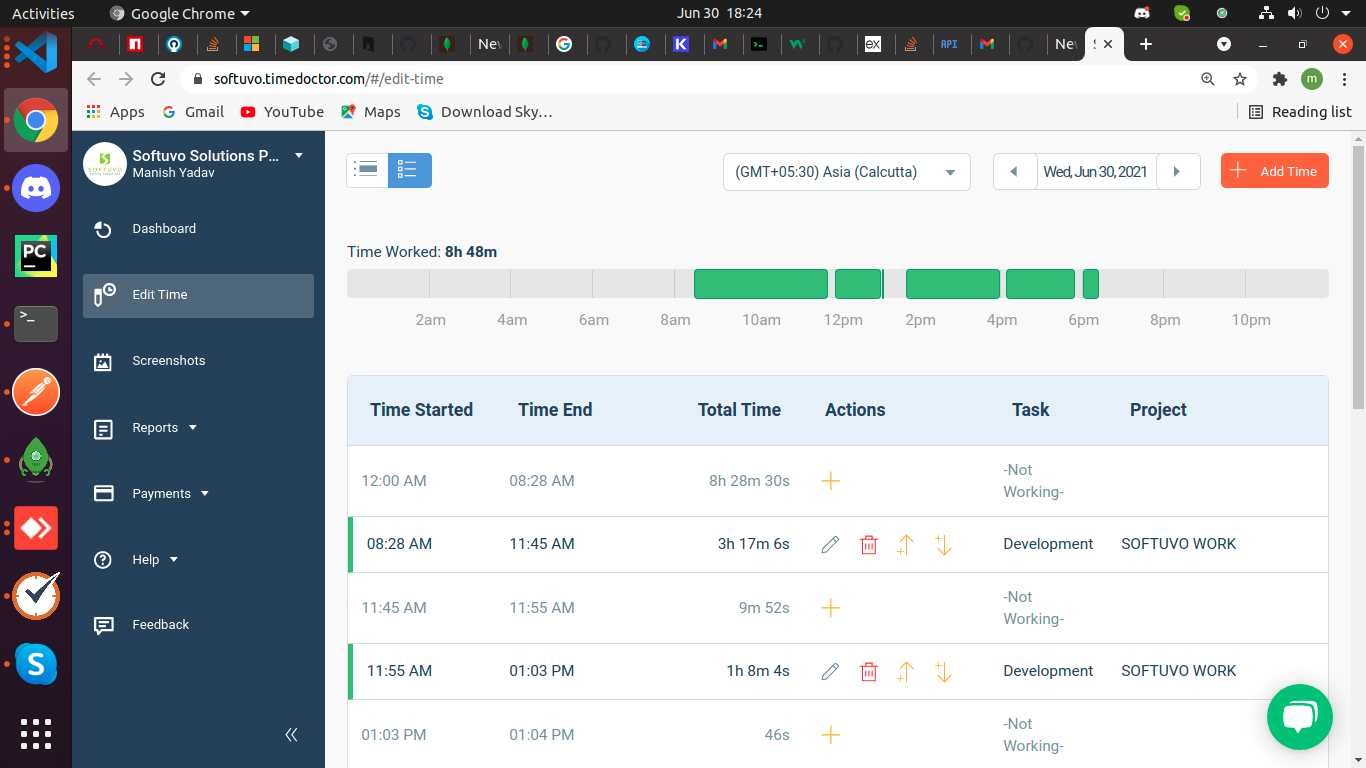 Activities
Google Chrome
Jun 30 18:24
New
New
API
softuvo.timedoctor.com/#/edit-time
m
Apps
Gmail
YouTube
Maps
Download Sky…
Reading list
Softuvo Solutions P...
Manish Yadav
SOFTUVO
Dashboard
Edit Time
Screenshots
Reports
Payments
Help
Feedback
(GMT+05:30) Asia (Calcutta)
Wed, Jun 30, 2021
Add Time
Time Worked: 8h 48m
2am 4am 6am 8am 10am 12pm 2pm 4pm 6pm 8pm 10pm
Time Started Time End Total Time Actions Task Project
12:00 AM 08:28 AM 8h 28m 30s -Not
Working-
08:28 AM 11:45 AM 3h 17m 6s Development SOFTUVO WORK
11:45 AM 11:55 AM 9m 52s -Not
Working-
11:55 AM 01:03 PM 1h 8m 4s Development SOFTUVO WORK
01:03 PM 01:04 PM 46s -Not
Working-
PC